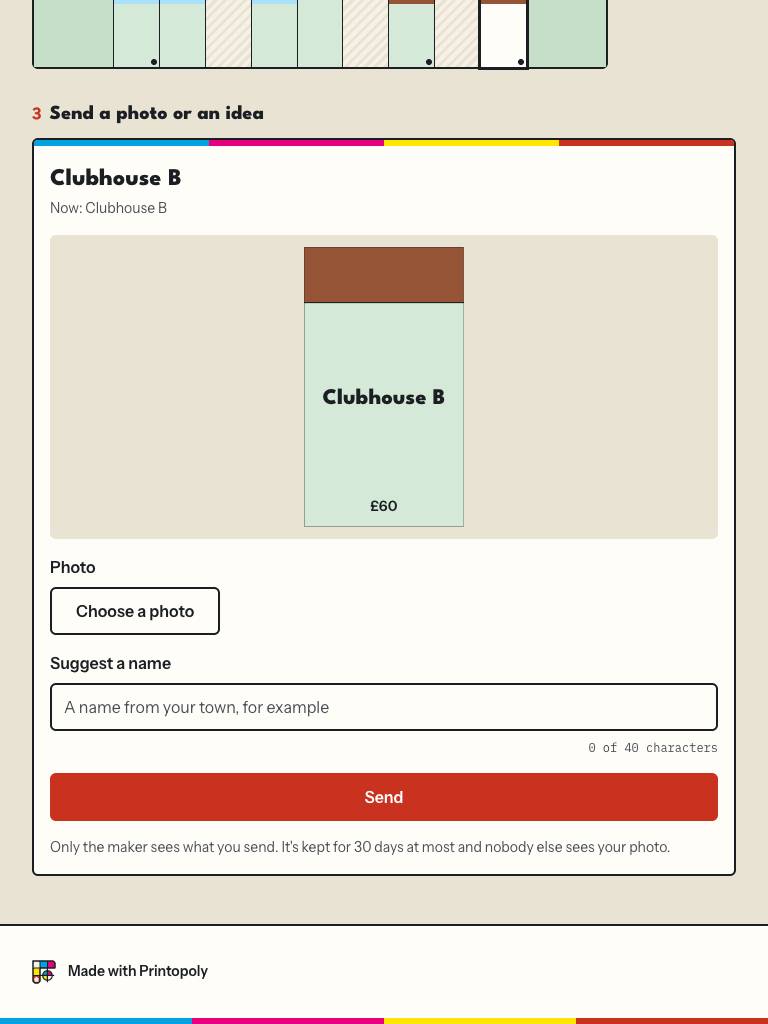 3 Send a photo or an idea
Clubhouse B
Now: Clubhouse B
Clubhouse B
£60
Photo
Choose a photo
Suggest a name
A name from your town, for example
0 of 40 characters
Send
Only the maker sees what you send. It's kept for 30 days at most and nobody else sees your photo.
Made with Printopoly